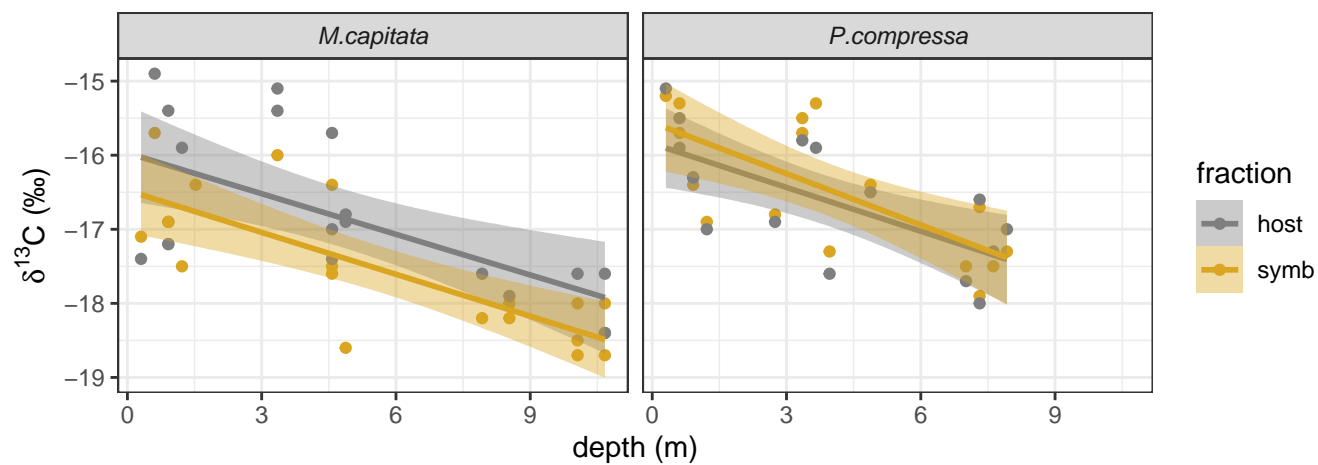 M.capitata
P.compressa
−15
−16
−17
−18
−19
δ¹³C (‰)
0 3 6 9
0 3 6 9
depth (m)
fraction
host
symb